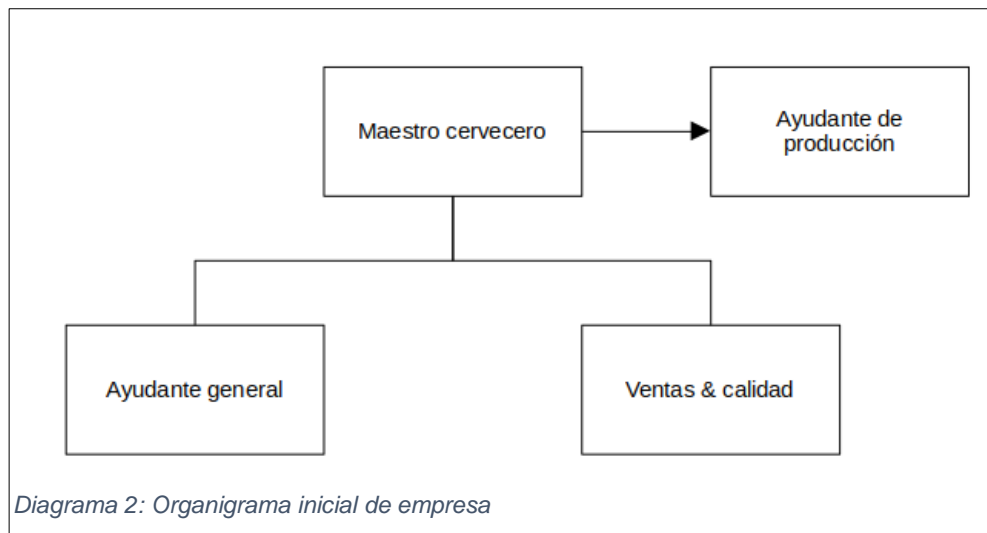 Maestro cervecero
Ayudante de
producción
Ayudante general
Ventas & calidad
Diagrama 2: Organigrama inicial de empresa